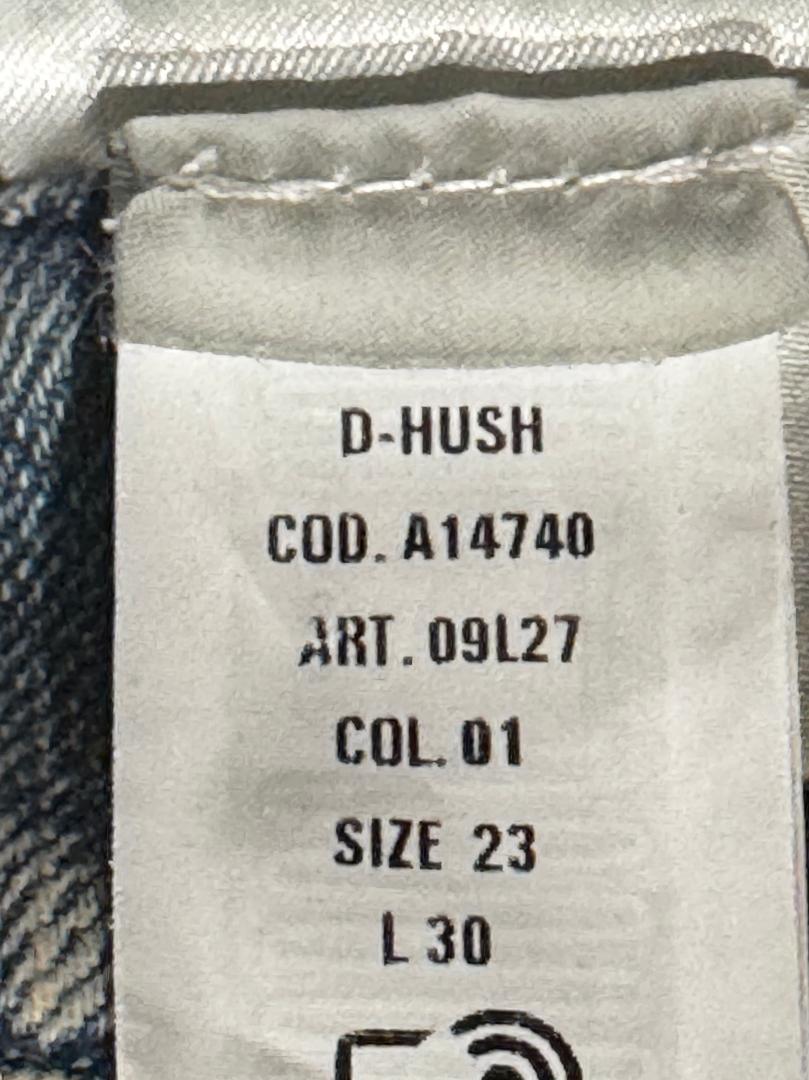 D-HUSH
COD. A14740
ART. 09L27
COL. 01
SIZE 23
L 30